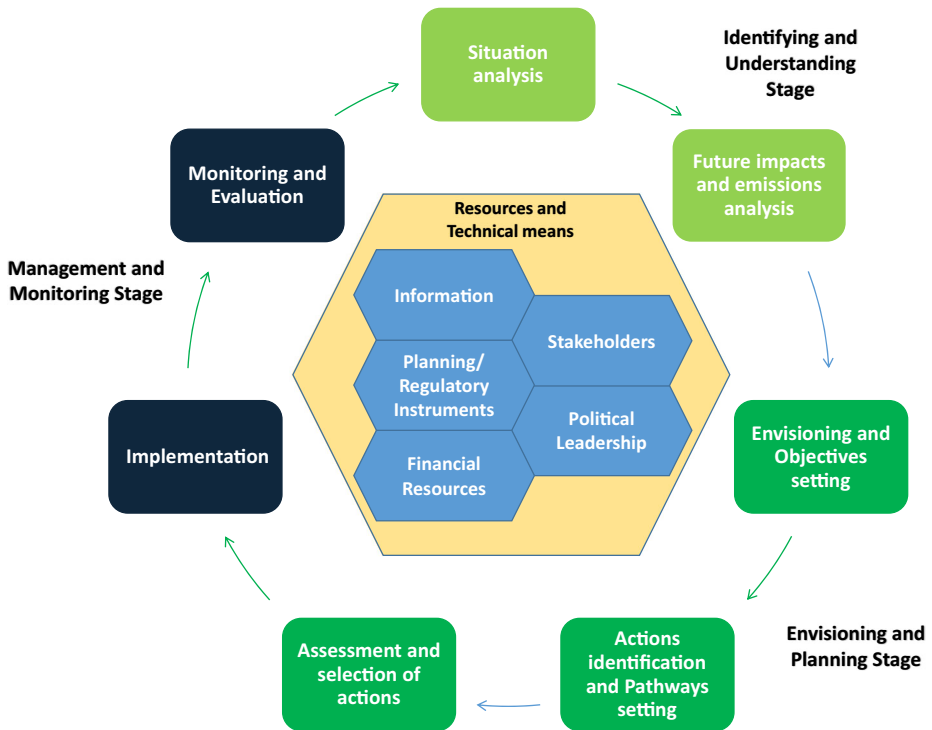 Situation
analysis
Identifying and
Understanding
Stage
Future impacts
and emissions
analysis
Monitoring and
Evaluation
Resources and
Technical means
Management and
Monitoring Stage
Information
Stakeholders
Planning/
Regulatory
Instruments
Political
Leadership
Financial
Resources
Envisioning and
Objectives
setting
Implementation
Envisioning and
Planning Stage
Actions
identification
and Pathways
setting
Assessment and
selection of
actions